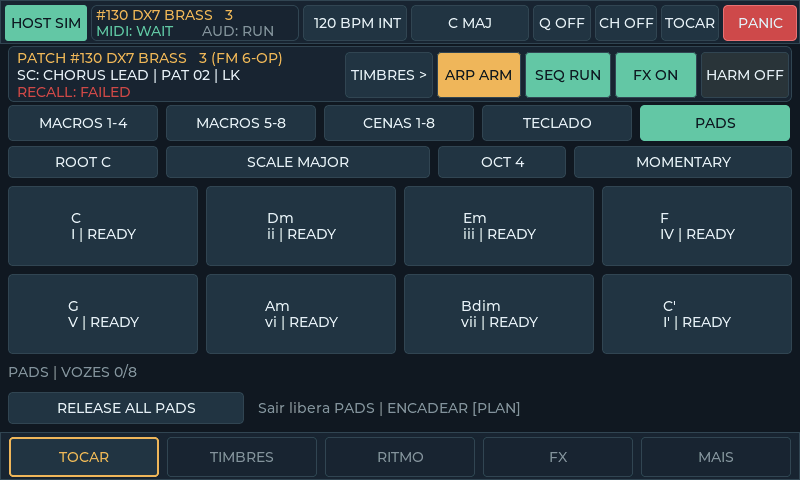 HOST SIM
#130 DX7 BRASS   3
MIDI: WAIT   AUD: RUN
120 BPM INT
C MAJ
Q OFF
CH OFF
TOCAR
PANIC
PATCH #130 DX7 BRASS   3 (FM 6-OP)
SC: CHORUS LEAD | PAT 02 | LK
RECALL: FAILED
TIMBRES >
ARP ARM
SEQ RUN
FX ON
HARM OFF
MACROS 1-4
MACROS 5-8
CENAS 1-8
TECLADO
PADS
ROOT C
SCALE MAJOR
OCT 4
MOMENTARY
C
I | READY
Dm
ii | READY
Em
iii | READY
F
IV | READY
G
V | READY
Am
vi | READY
Bdim
vii | READY
C'
I' | READY
PADS | VOZES 0/8
RELEASE ALL PADS
Sair libera PADS | ENCADEAR [PLAN]
TOCAR
TIMBRES
RITMO
FX
MAIS